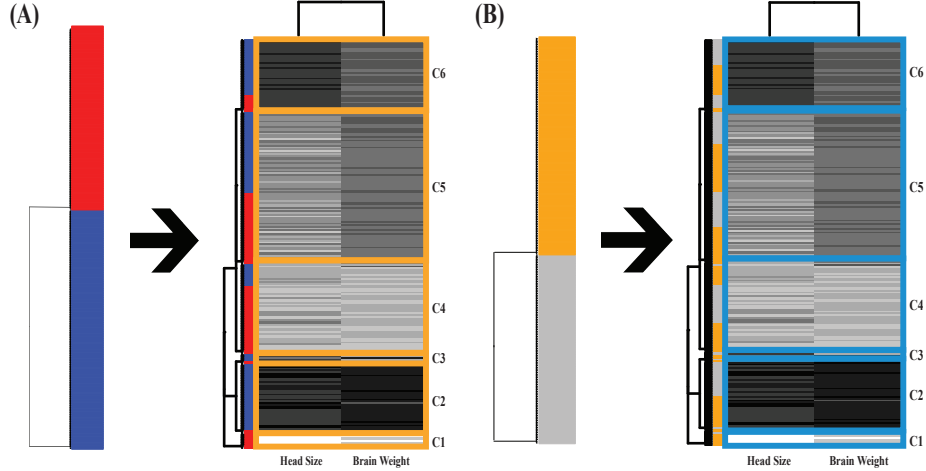 (A)
(B)
C6
C5
C4
C3
C2
C1
Head Size Brain Weight
C6
C5
C4
C3
C2
C1
Head Size Brain Weight